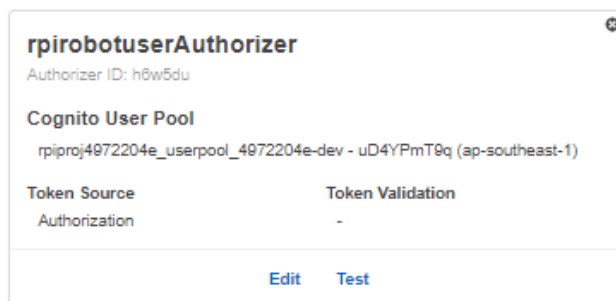 rpirobotuserAuthorizer
Authorizer ID: h6w5du
Cognito User Pool
rpiproj4972204e_userpool_4972204e-dev - uD4YPmT9q (ap-southeast-1)
Token Source
Token Validation
Authorization
-
Edit
Test